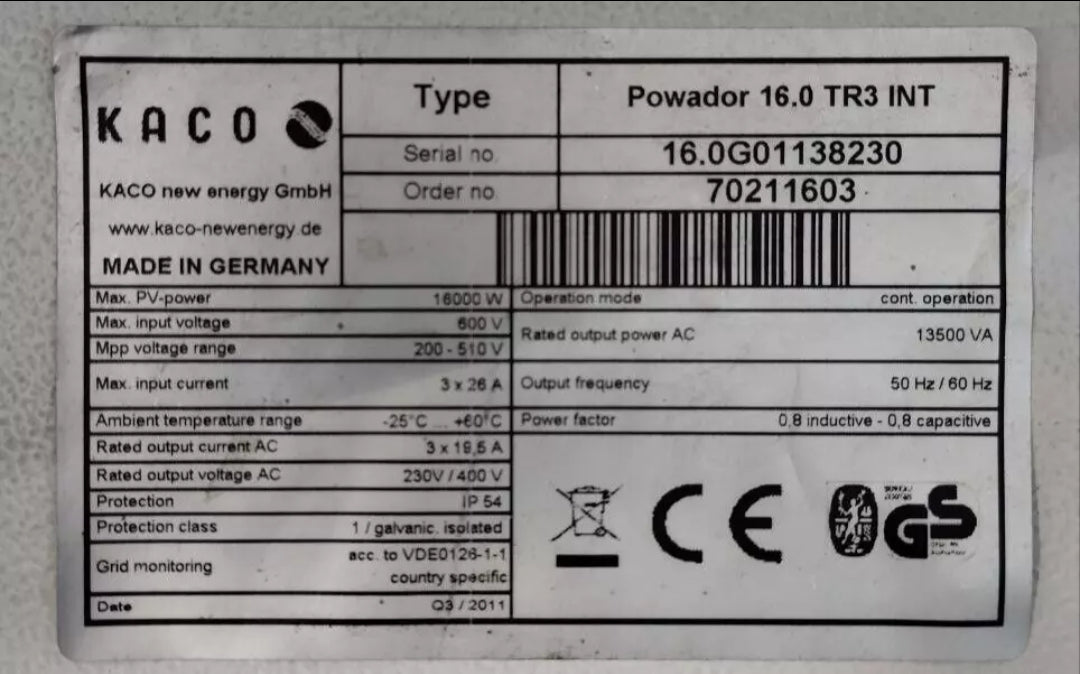 KACO
KACO new energy GmbH
www.kaco-newenergy.de
MADE IN GERMANY
Type Powador 16.0 TR3 INT
Serial no. 16.0G01138230
Order no. 70211603
Max. PV-power 16000 W
Max. input voltage 600 V
Mpp voltage range 200 - 510 V
Max. input current 3 x 26 A
Ambient temperature range -25°C ... +60°C
Rated output current AC 3 x 19,5 A
Rated output voltage AC 230V / 400 V
Protection IP 54
Protection class 1 / galvanic. isolated
Grid monitoring acc. to VDE0126-1-1
country specific
Date Q3 / 2011
Operation mode cont. operation
Rated output power AC 13500 VA
Output frequency 50 Hz / 60 Hz
Power factor 0,8 inductive - 0,8 capacitive
CE
GS